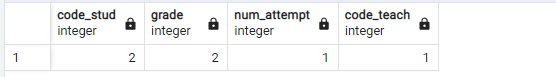 code_stud grade num_attempt code_teach
integer integer integer integer
1 2 2 1 1